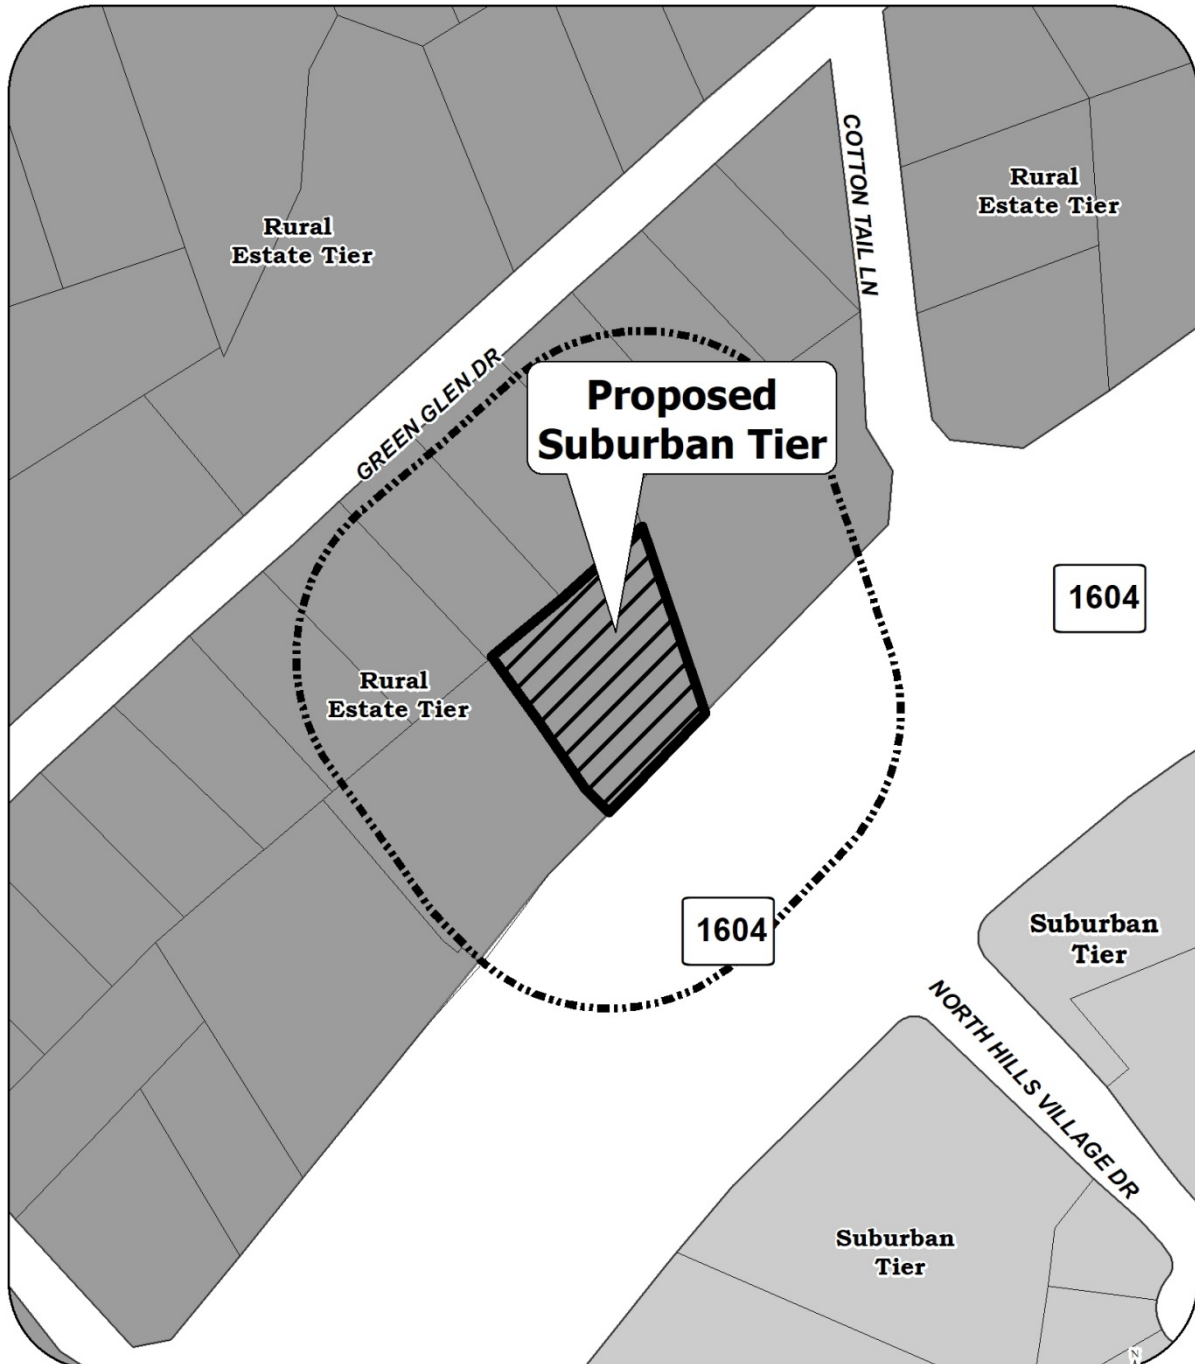 COTTON TAIL LN
Rural
Estate Tier
Rural
Estate Tier
GREEN GLEN DR
Proposed
Suburban Tier
1604
Rural
Estate Tier
1604
Suburban
Tier
NORTH HILLS VILLAGE DR
Suburban
Tier
N